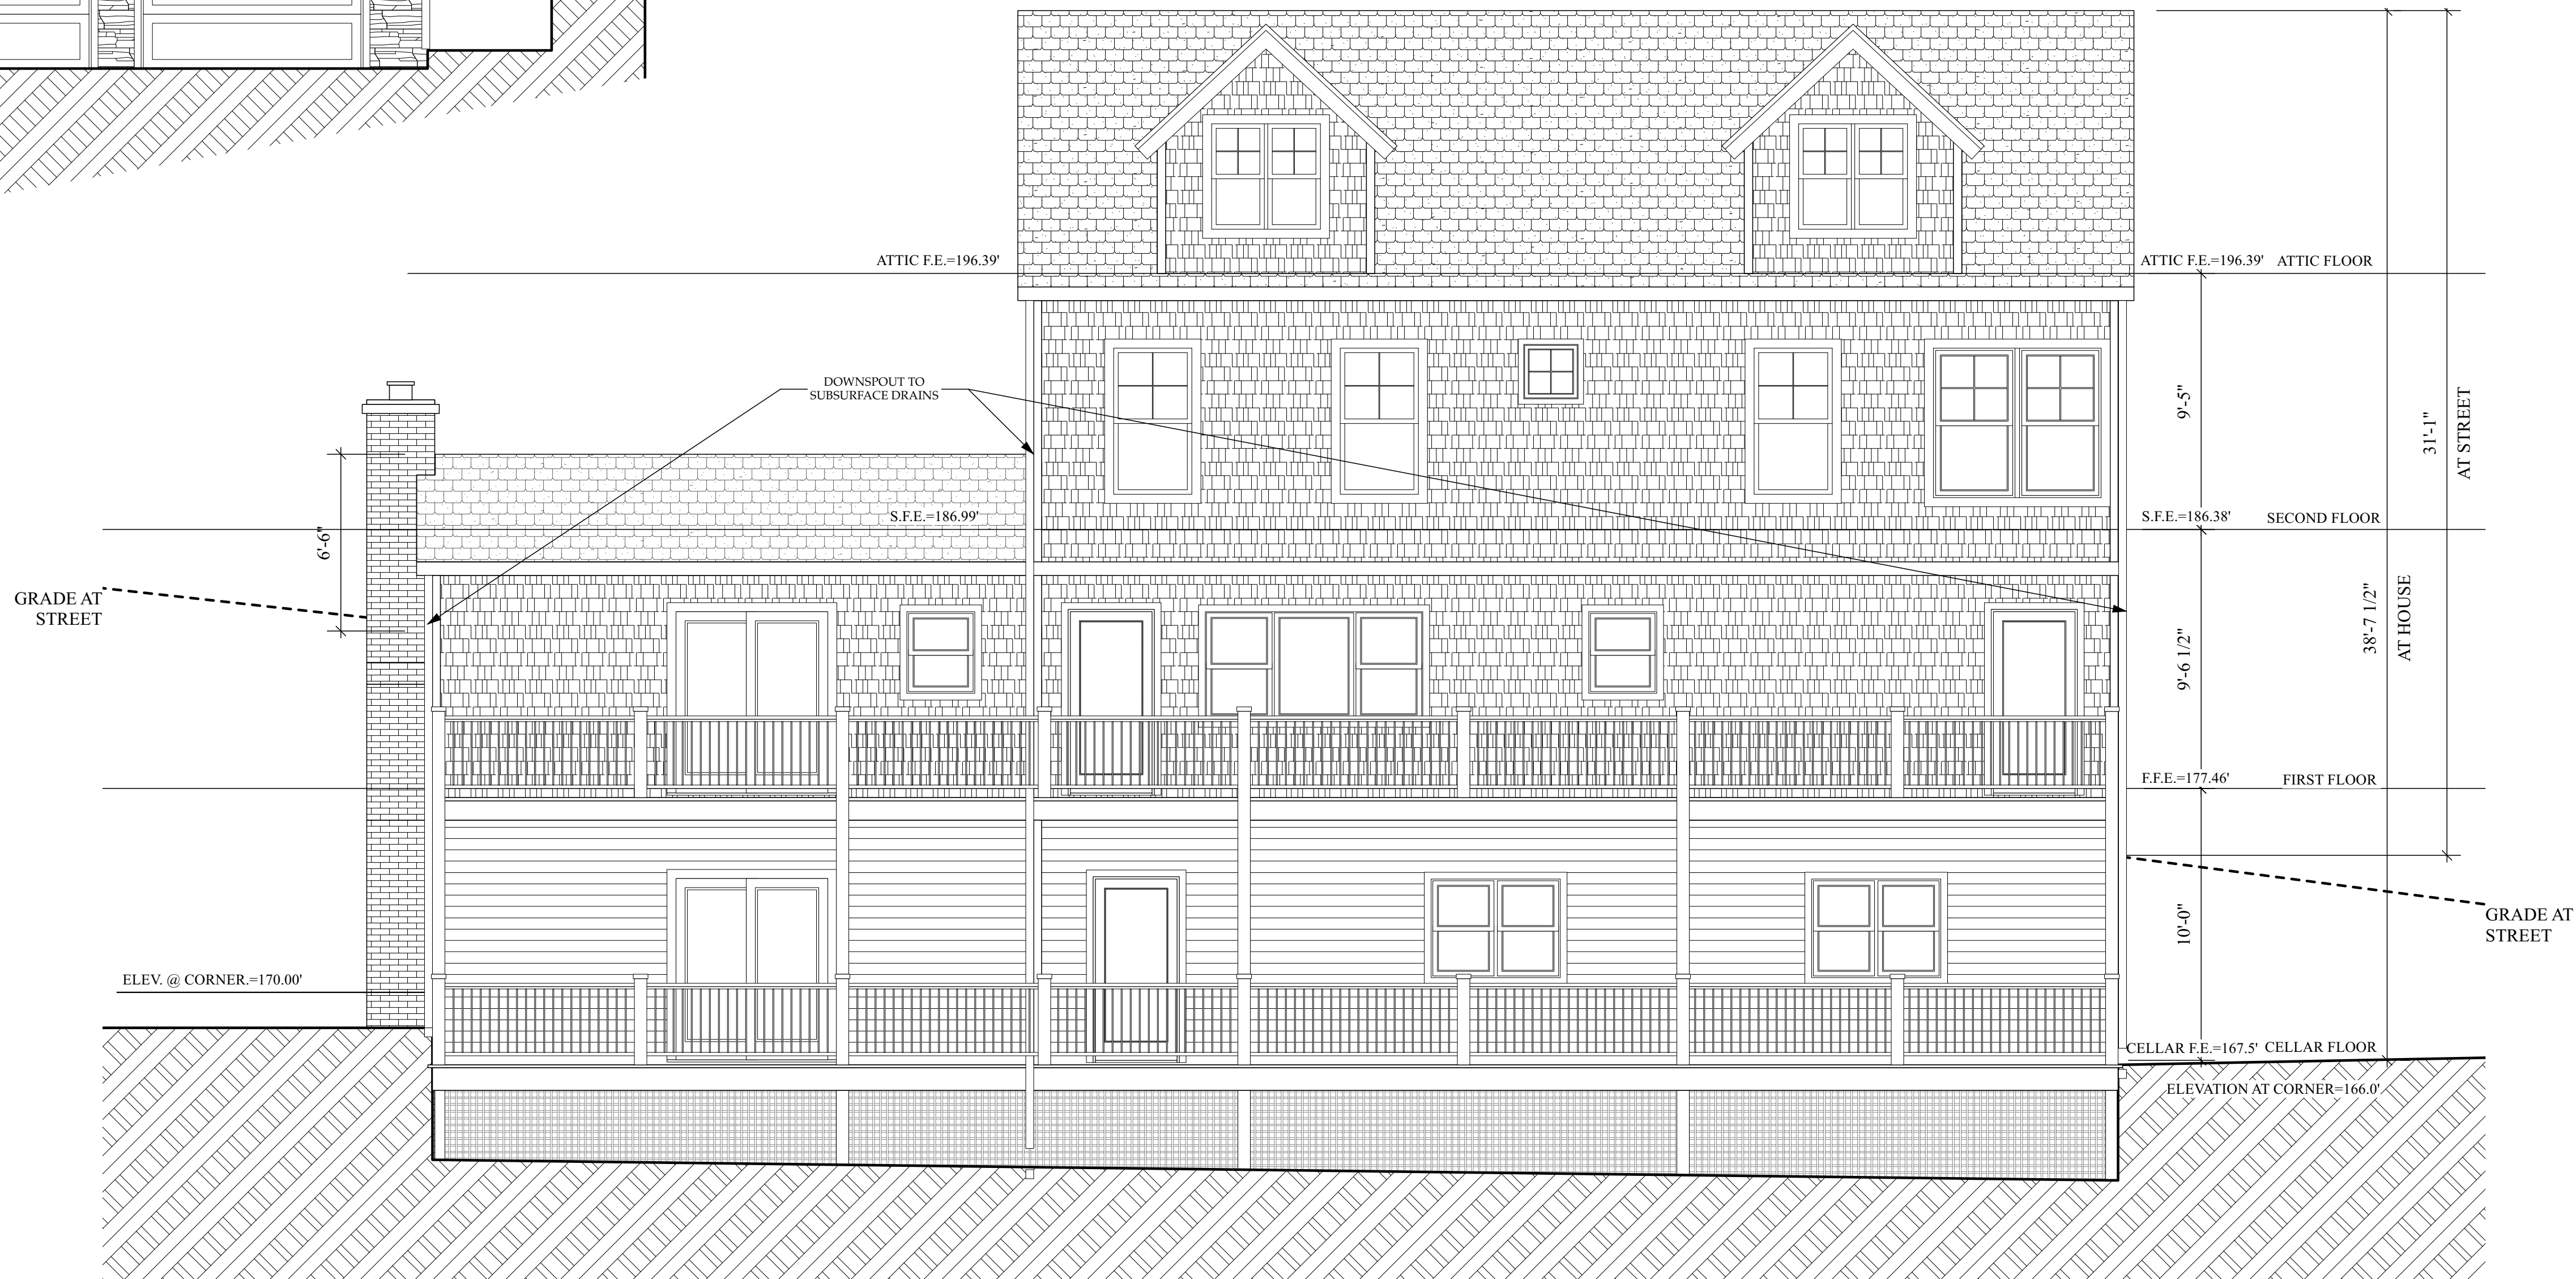 ATTIC F.E.=196.39'
ATTIC F.E.=196.39' ATTIC FLOOR
DOWNSPOUT TO
SUBSURFACE DRAINS
9'-5"
31'-1"
AT STREET
6'-6"
S.F.E.=186.99'
S.F.E.=186.38' SECOND FLOOR
GRADE AT
STREET
38'-7 1/2"
AT HOUSE
9'-6 1/2"
F.F.E.=177.46' FIRST FLOOR
10'-0"
GRADE AT
STREET
ELEV. @ CORNER.=170.00'
CELLAR F.E.=167.5' CELLAR FLOOR
ELEVATION AT CORNER=166.0'